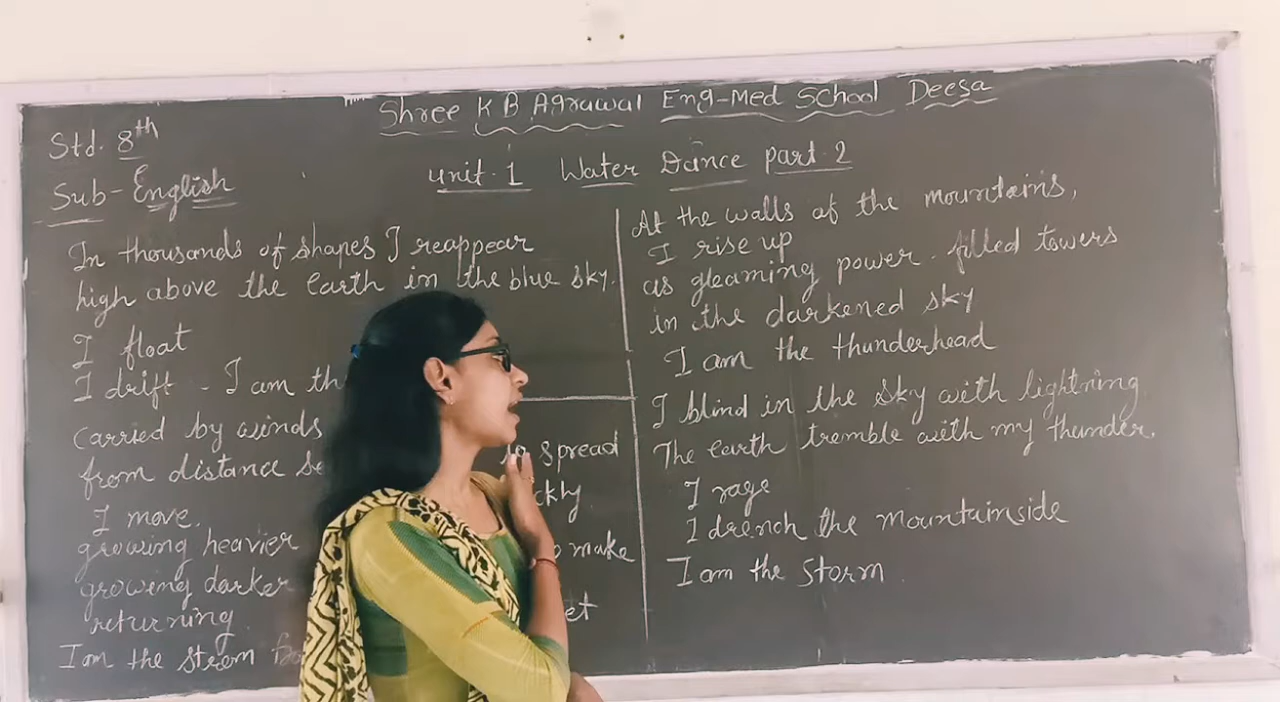 Shree K B Agrawal Eng-Med School Deesa
Std. 8th
Sub- English
unit.1 Water Dance part.2
In thousands of shapes I reappear
high above the earth in the blue sky.
I float
I drift - I am th
carried by winds
from distance se
I move.
growing heavier
growing darker
returning
I am the strem
spread
ckly
make
et
At the walls of the mountains,
I rise up
as gleaming power-filled towers
in the darkened sky
I am the thunderhead
I blind in the sky with lightning
The earth tremble with my thunder.
I rage
I drench the mountainside
I am the storm